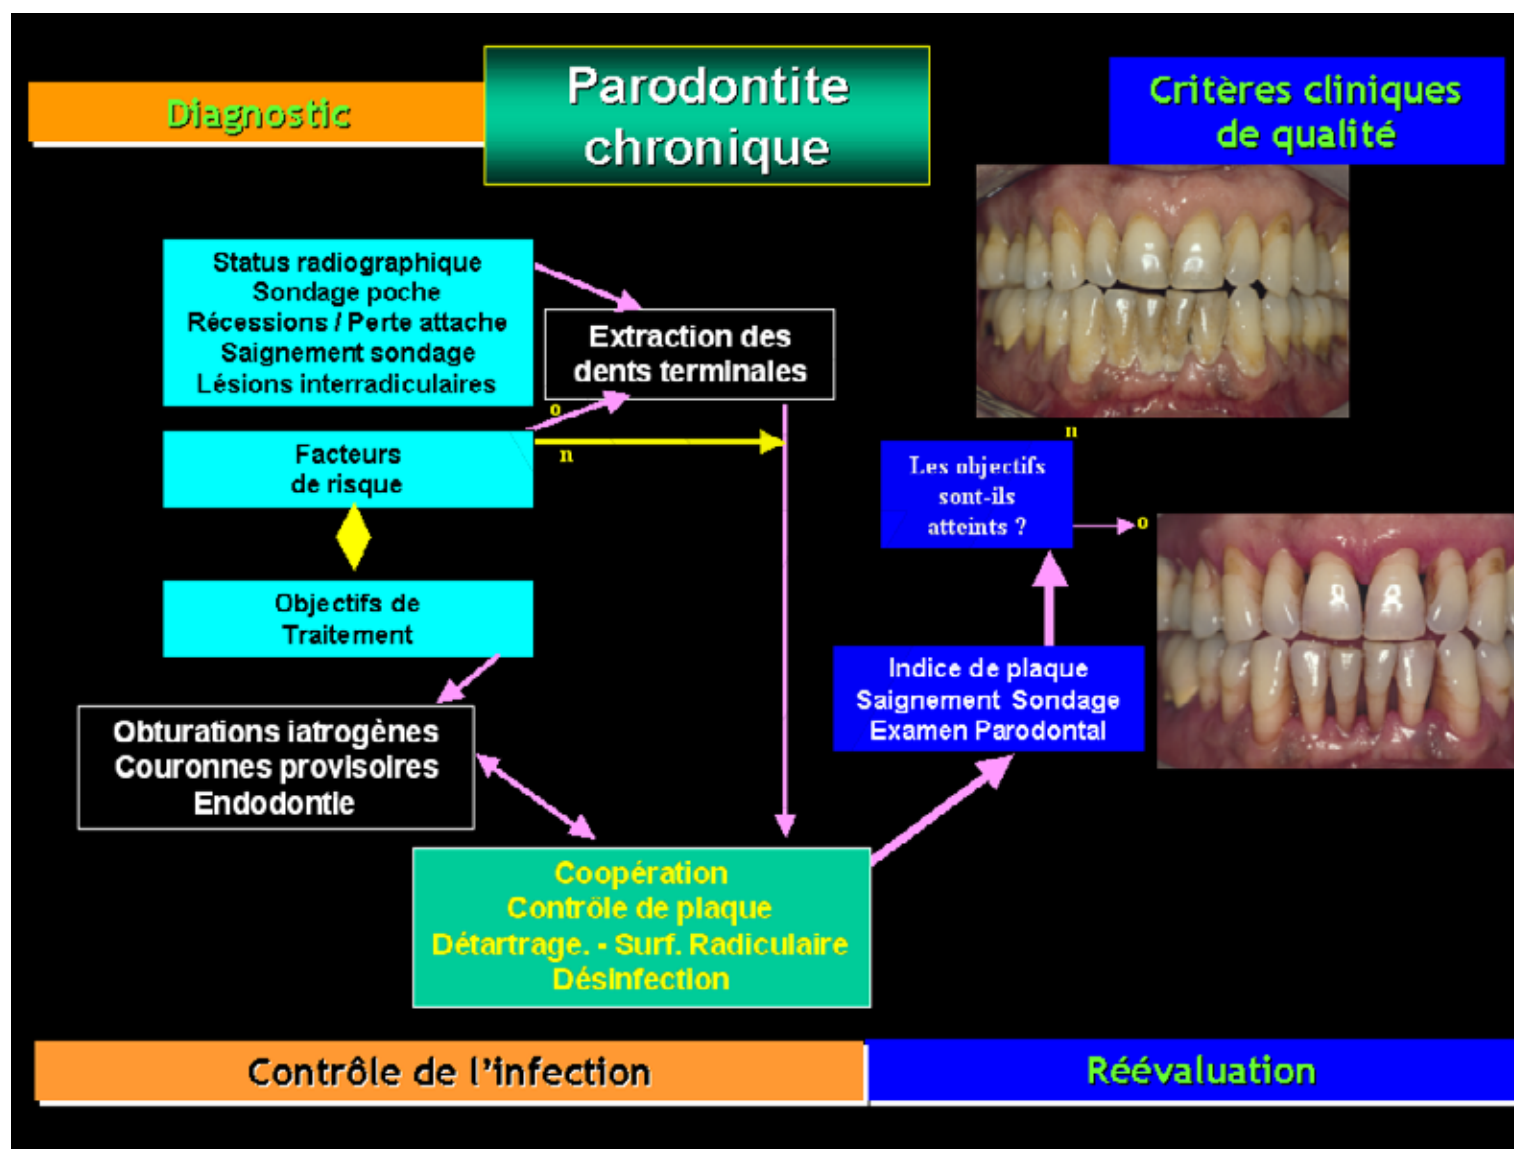 Diagnostic
Parodontite
chronique
Critères cliniques
de qualité
Status radiographique
Sondage poche
Récessions / Perte attache
Saignement sondage
Lésions interradiculaires
Extraction des
dents terminales
o
n
Facteurs
de risque
Objectifs de
Traitement
Obturations iatrogènes
Couronnes provisoires
Endodontie
Coopération
Contrôle de plaque
Détartrage. - Surf. Radiculaire
Désinfection
n
Les objectifs
sont-ils
atteints ?
o
Indice de plaque
Saignement Sondage
Examen Parodontal
Contrôle de l'infection
Réévaluation